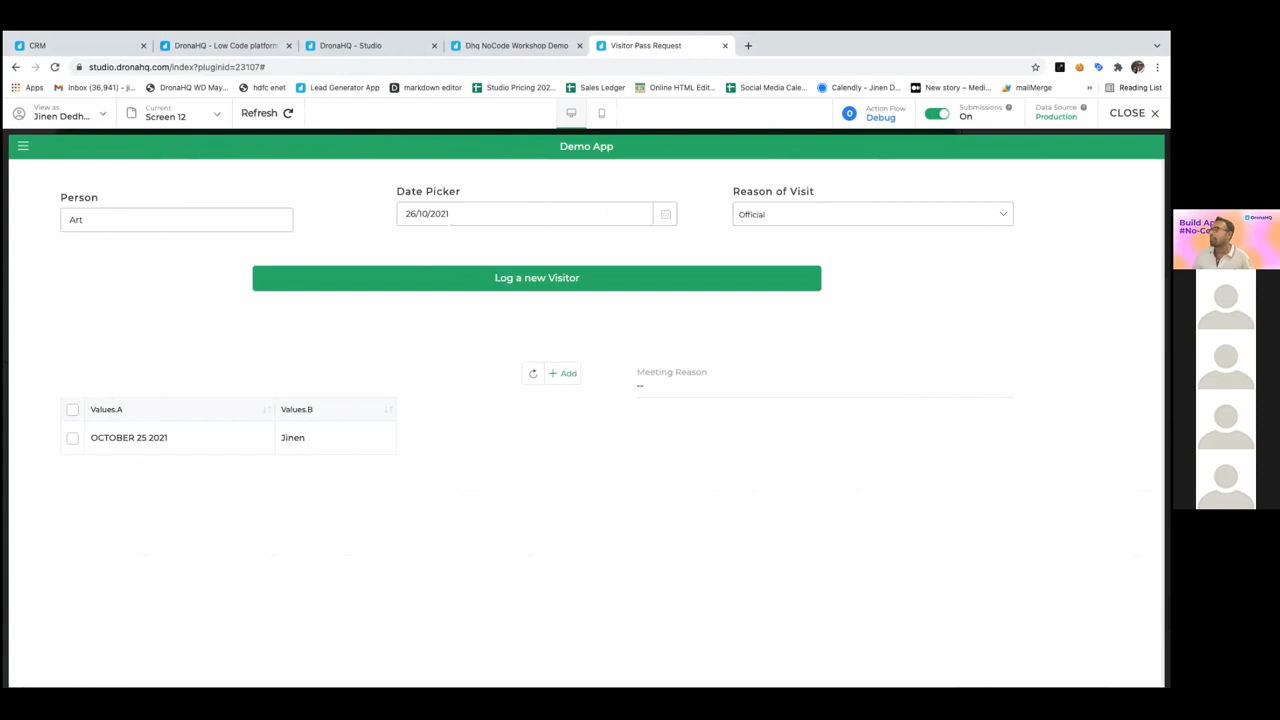 CRM
DronaHQ - Low Code platform
DronaHQ - Studio
Dhq NoCode Workshop Demo
Visitor Pass Request
studio.dronahq.com/index?pluginid=23107#
Apps
Inbox (36,941) - ji...
DronaHQ WD May...
hdfc enet
Lead Generator App
markdown editor
Studio Pricing 202...
Sales Ledger
Online HTML Edit...
Social Media Cale...
Calendly - Jinen D...
New story – Medi...
mailMerge
»
Reading List
View as
Jinen Dedh...
Current
Screen 12
Refresh
0
Action Flow
Debug
Submissions
On
Data Source
Production
CLOSE
Demo App
Person
Art
Date Picker
26/10/2021
Reason of Visit
Official
Log a new Visitor
+ Add
Meeting Reason
--
Values.A
Values.B
OCTOBER 25 2021
Jinen
DronaHQ
Build Ap
#No-Co